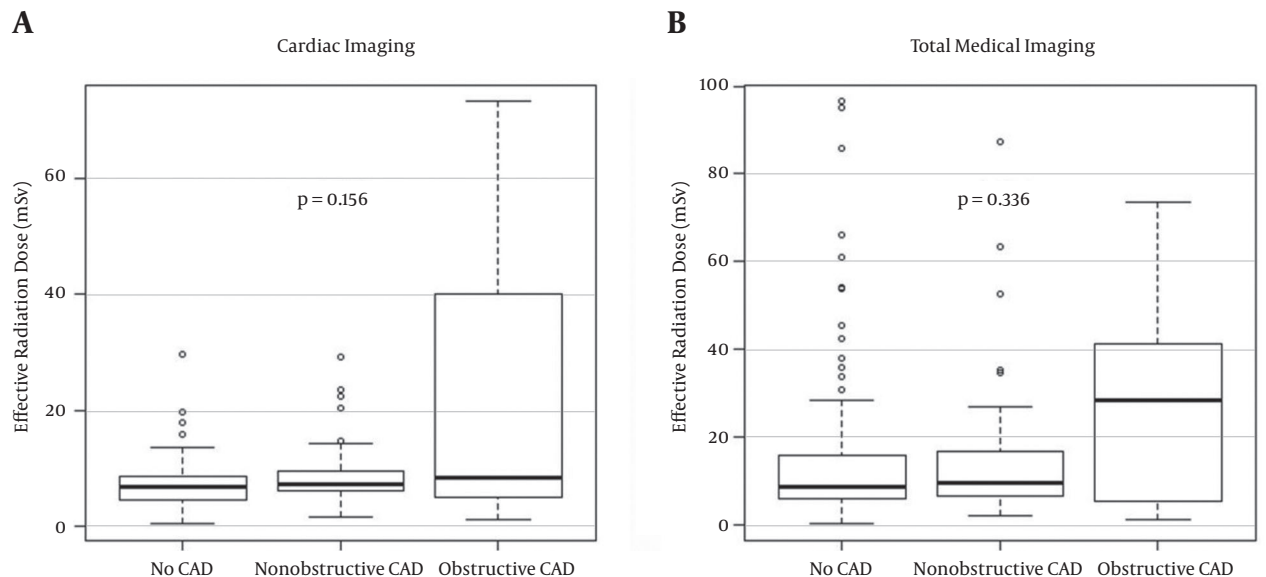 A
Cardiac Imaging
Effective Radiation Dose (mSv)
60
40
20
0
p = 0.156
No CAD
Nonobstructive CAD
Obstructive CAD
B
Total Medical Imaging
Effective Radiation Dose (mSv)
100
80
60
40
20
0
p = 0.336
No CAD
Nonobstructive CAD
Obstructive CAD